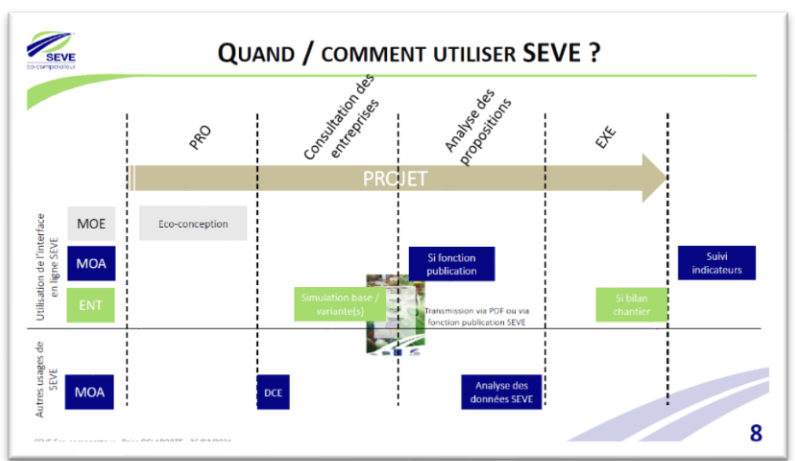 SEVE
éco-comparateur
QUAND / COMMENT UTILISER SEVE ?
PRO
Consultation des
entreprises
Analyse des
propositions
EXE
PROJET
Utilisation de l'interface
en ligne SEVE
MOE
Eco-conception
MOA
Si fonction
publication
Suivi
indicateurs
ENT
Simulation base /
variante(s)
Transmission via PDF ou via
fonction publication SEVE
Si bilan
chantier
Autres usages de
SEVE
MOA
DCE
Analyse des
données SEVE
8